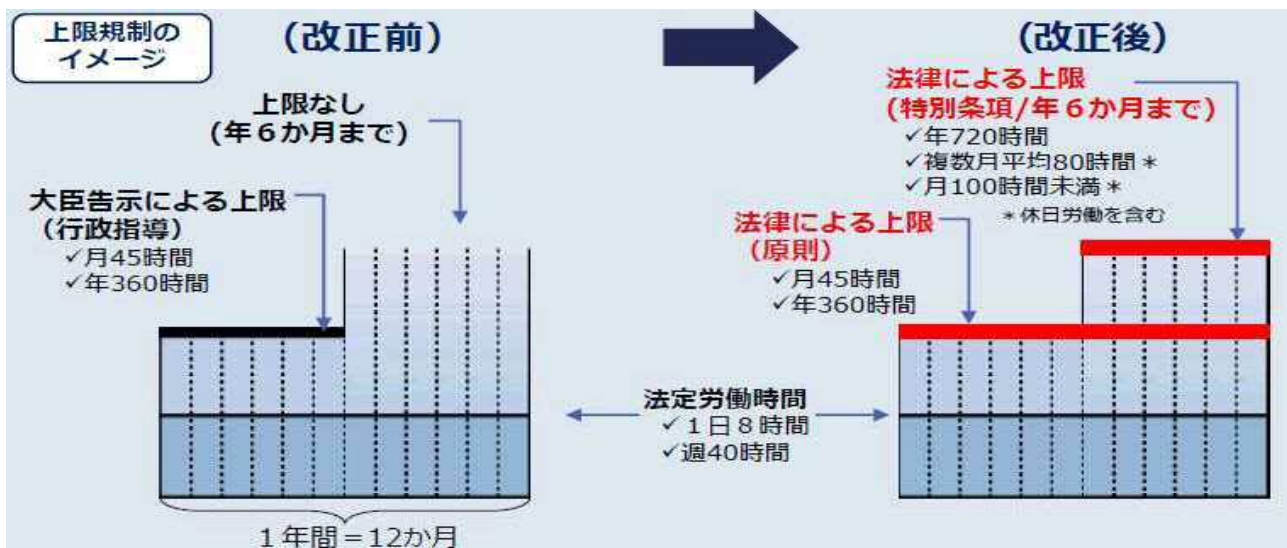 上限規制の
イメージ
(改正前)
上限なし
(年6か月まで)
大臣告示による上限
(行政指導)
✓月45時間
✓年360時間
1年間=12か月
法定労働時間
✓1日8時間
✓週40時間
(改正後)
法律による上限
(特別条項/年6か月まで)
✓年720時間
✓複数月平均80時間*
✓月100時間未満*
*休日労働を含む
法律による上限
(原則)
✓月45時間
✓年360時間